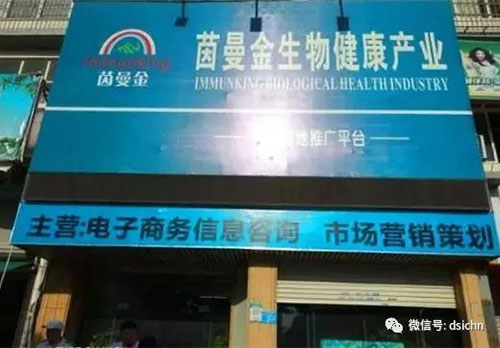 茵曼金生物健康产业
Immunking
茵曼金
IMMUNKING BIOLOGICAL HEALTH INDUSTRY
地推广平台
主营:电子商务信息咨询 市场营销策划
微信号: dsichn